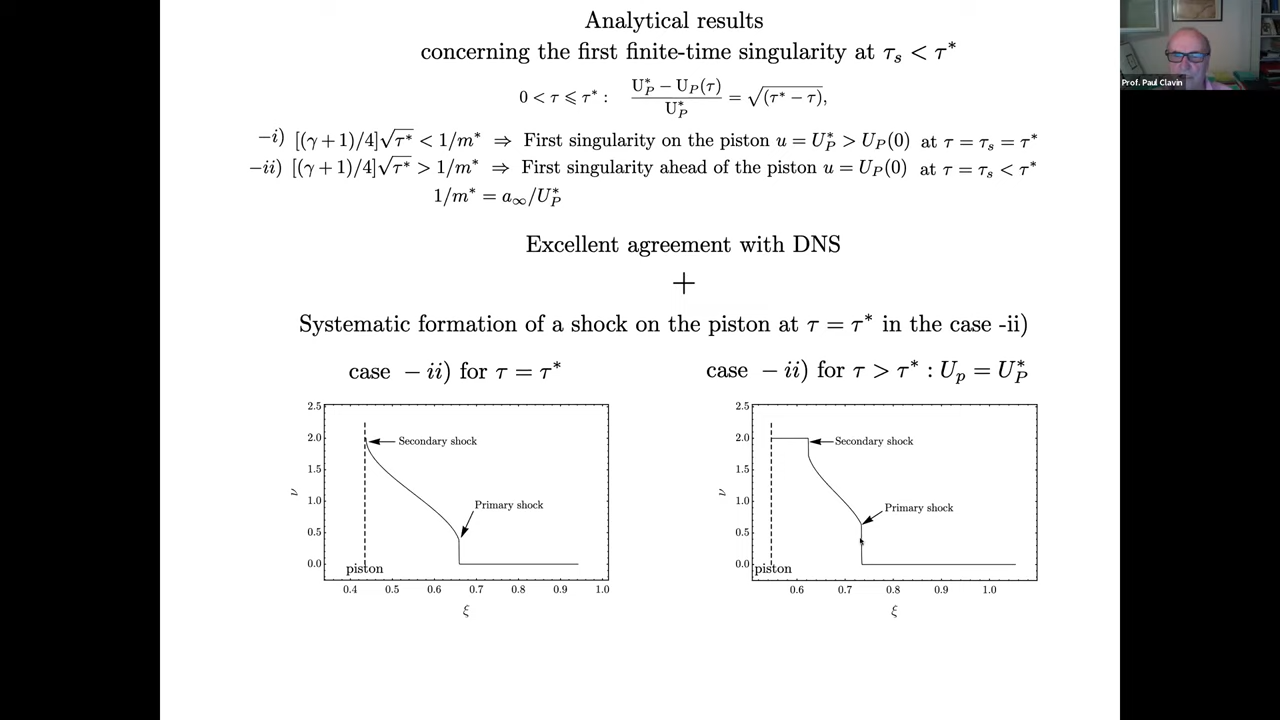 Analytical results
concerning the first finite-time singularity at τ_s < τ*
0 < τ ⩽ τ* : (U_P* − U_P(τ)) / U_P* = √(τ* − τ),
−i) [(γ + 1)/4]√τ* < 1/m* ⇒ First singularity on the piston u = U_P* > U_P(0) at τ = τ_s = τ*
−ii) [(γ + 1)/4]√τ* > 1/m* ⇒ First singularity ahead of the piston u = U_P(0) at τ = τ_s < τ*
1/m* = a_∞/U_P*
Excellent agreement with DNS
+
Systematic formation of a shock on the piston at τ = τ* in the case -ii)
case − ii) for τ = τ*
2.5
2.0
1.5
1.0
0.5
0.0
ν
Secondary shock
Primary shock
piston
0.4 0.5 0.6 0.7 0.8 0.9 1.0
ξ
case − ii) for τ > τ* : U_p = U_P*
2.5
2.0
1.5
1.0
0.5
0.0
ν
Secondary shock
Primary shock
piston
0.6 0.7 0.8 0.9 1.0
ξ
Prof. Paul Clavin